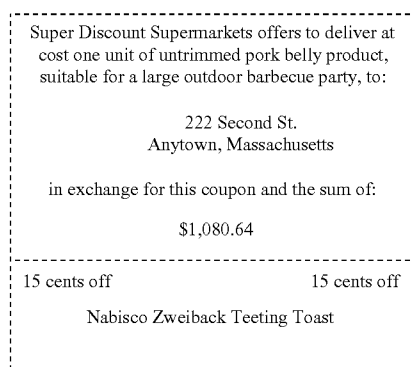 Super Discount Supermarkets offers to deliver at
cost one unit of untrimmed pork belly product,
suitable for a large outdoor barbecue party, to:
222 Second St.
Anytown, Massachusetts
in exchange for this coupon and the sum of:
$1,080.64
15 cents off 15 cents off
Nabisco Zweiback Teeting Toast